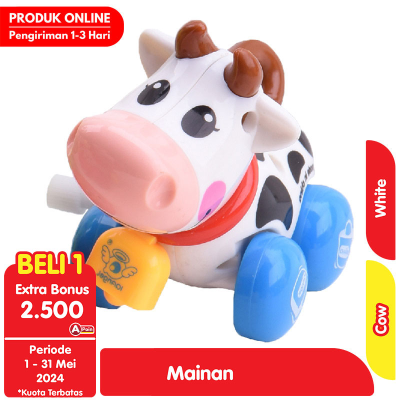 PRODUK ONLINE
Pengiriman 1-3 Hari
White
Cow
BELI 1
Extra Bonus
2.500
A Poin
Periode
1 - 31 Mei
2024
*Kuota Terbatas
Mainan